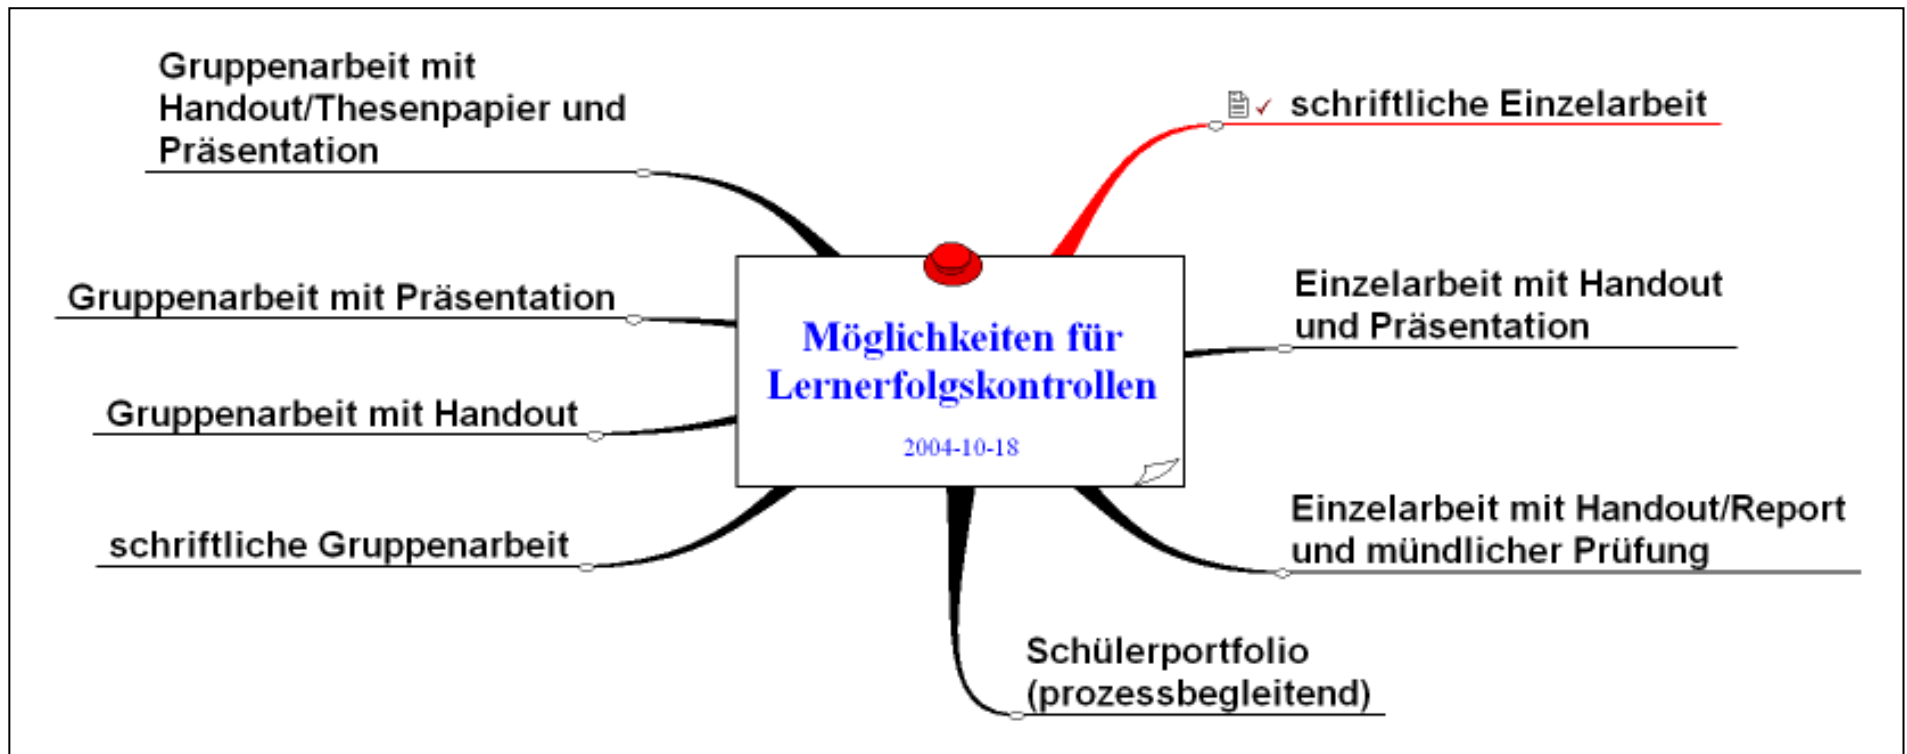 Gruppenarbeit mit
Handout/Thesenpapier und
Präsentation
schriftliche Einzelarbeit
Gruppenarbeit mit Präsentation
Einzelarbeit mit Handout
und Präsentation
Möglichkeiten für
Lernerfolgskontrollen
2004-10-18
Gruppenarbeit mit Handout
schriftliche Gruppenarbeit
Einzelarbeit mit Handout/Report
und mündlicher Prüfung
Schülerportfolio
(prozessbegleitend)